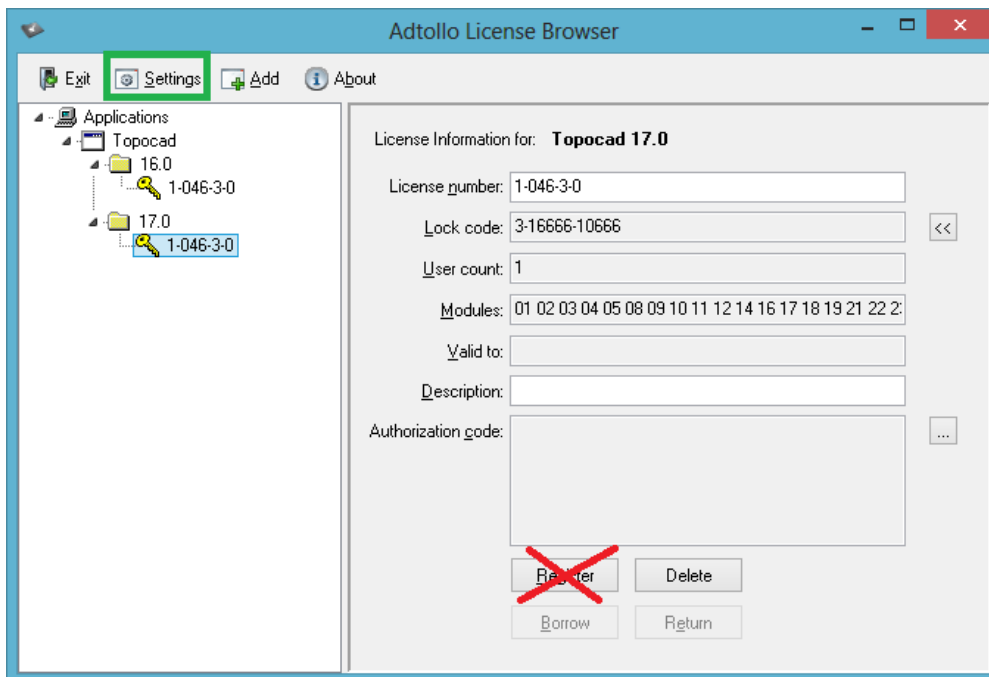 Adtollo License Browser
Exit Settings Add About
Applications
Topocad
16.0
1-046-3-0
17.0
1-046-3-0
License Information for: Topocad 17.0
License number: 1-046-3-0
Lock code: 3-16666-10666 <<
User count: 1
Modules: 01 02 03 04 05 08 09 10 11 12 14 16 17 18 19 21 22
Valid to:
Description:
Authorization code: ...
Register Delete
Borrow Return